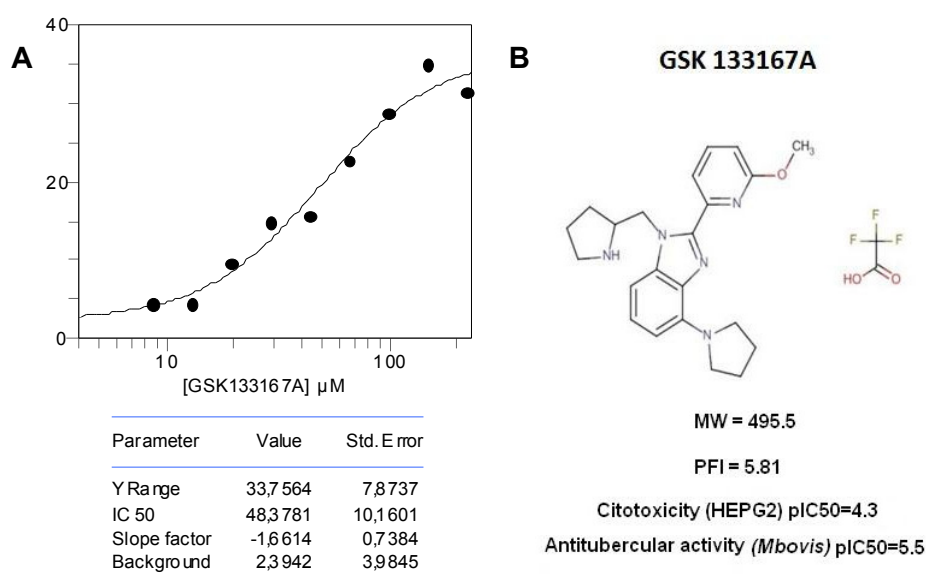 A
40
20
0
10
100
[GSK133167A] µM
Parameter Value Std. Error
Y Range 33,7564 7,8737
IC 50 48,3781 10,1601
Slope factor -1,6614 0,7384
Background 2,3942 3,9845
B
GSK 133167A
CH3
O
N
N
NH
N
N
F
F
F
HO
O
MW = 495.5
PFI = 5.81
Citotoxicity (HEPG2) pIC50=4.3
Antitubercular activity (Mbovis) pIC50=5.5